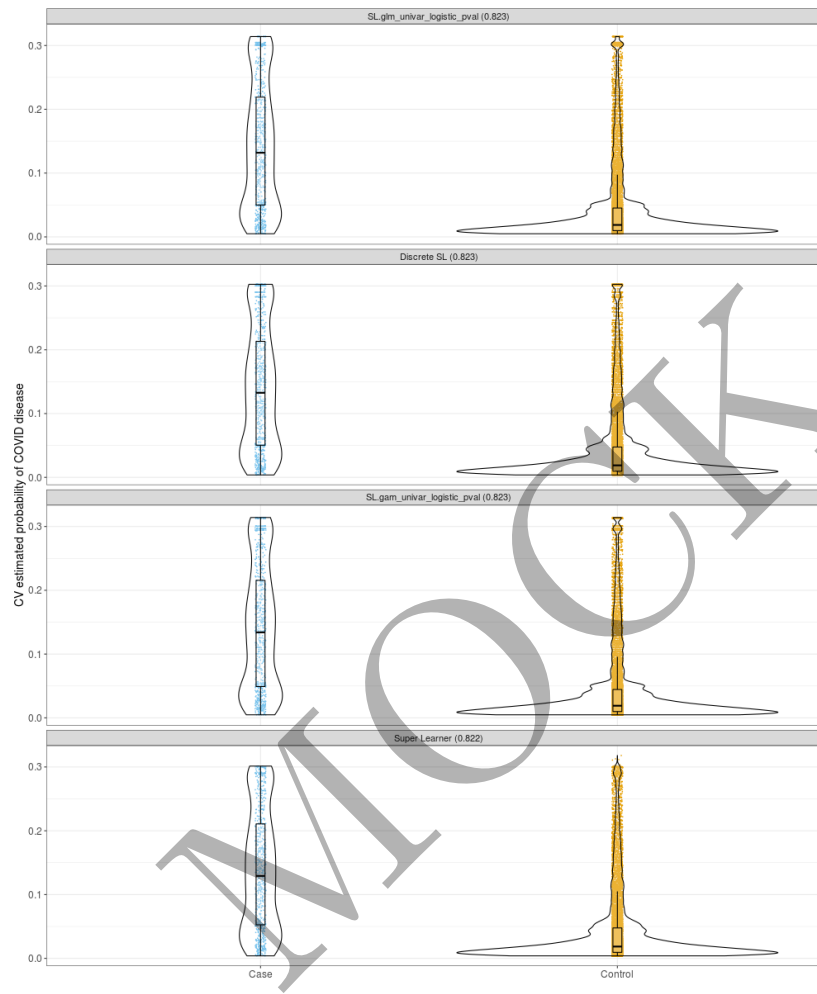 SL.glm_univar_logistic_pval (0.823)
0.3
0.2
0.1
0.0
Discrete SL (0.823)
0.3
0.2
0.1
0.0
SL.gam_univar_logistic_pval (0.823)
0.3
0.2
0.1
0.0
Super Learner (0.822)
0.3
0.2
0.1
0.0
CV estimated probability of COVID disease
Case Control
MOCK